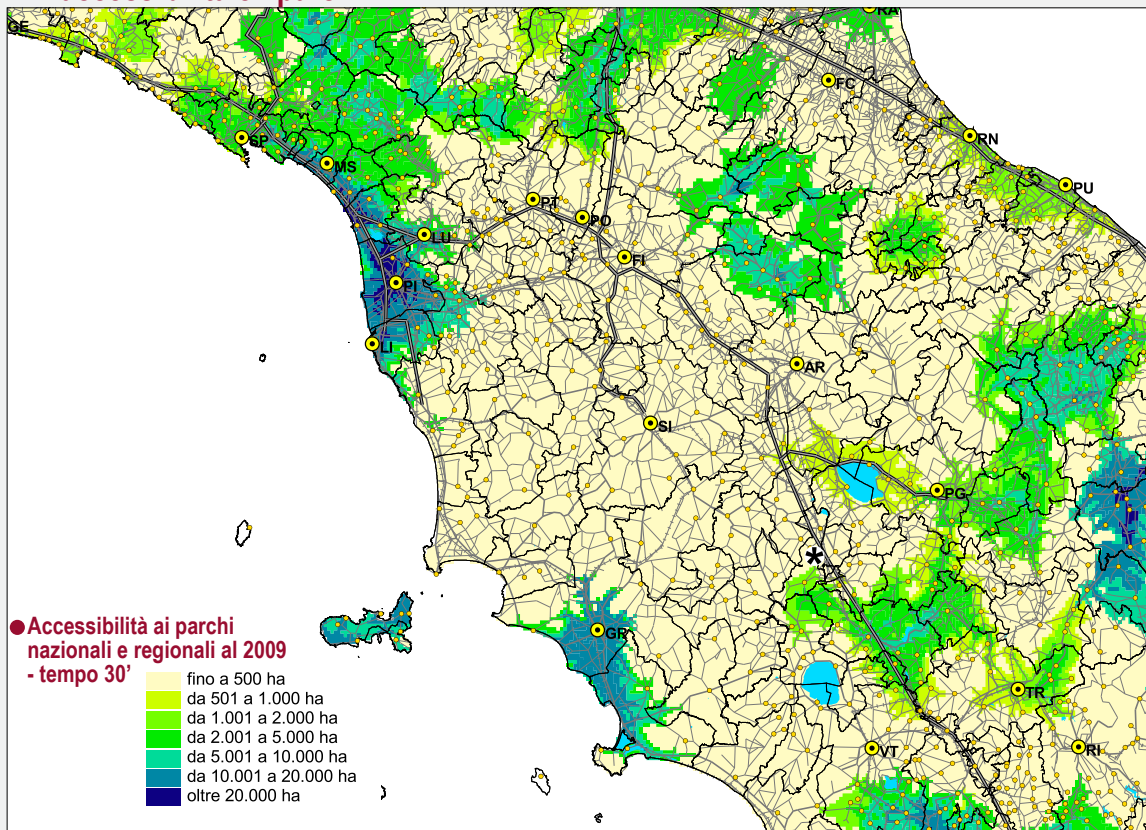 GE
RA
FC
SP
RN
MS
PU
PT
PO
LU
FI
PI
LI
AR
SI
PG
*
● Accessibilità ai parchi
nazionali e regionali al 2009
- tempo 30’
GR
TR
VT
RI
fino a 500 ha
da 501 a 1.000 ha
da 1.001 a 2.000 ha
da 2.001 a 5.000 ha
da 5.001 a 10.000 ha
da 10.001 a 20.000 ha
oltre 20.000 ha